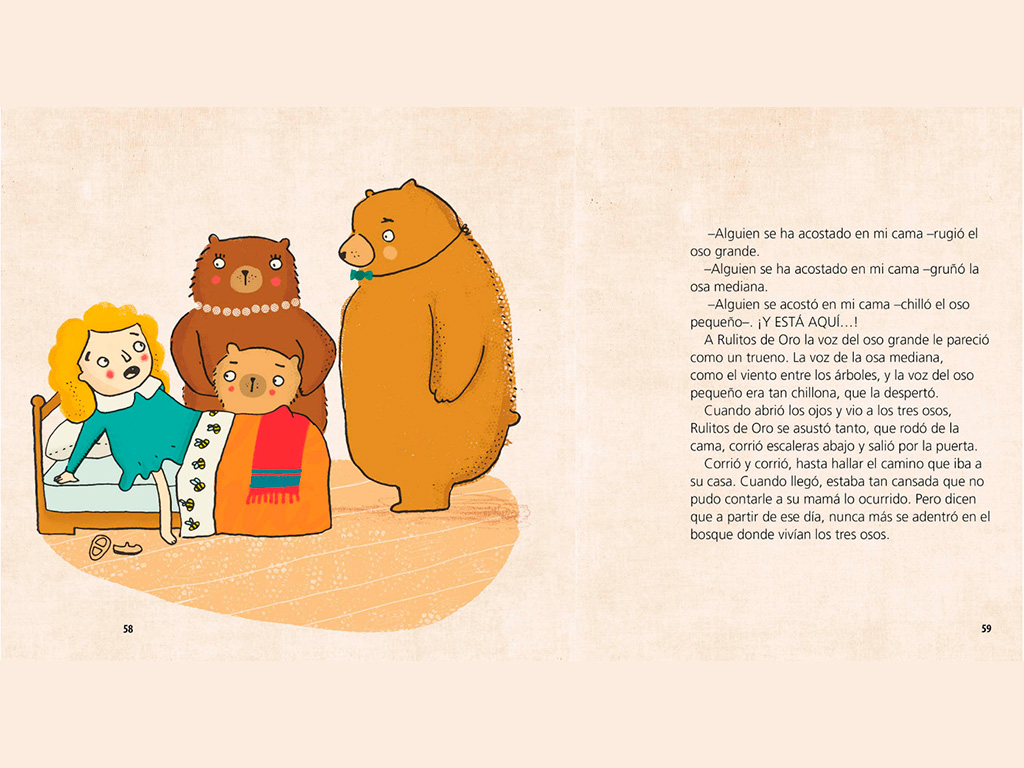 –Alguien se ha acostado en mi cama –rugió el
oso grande.
–Alguien se ha acostado en mi cama –gruñó la
osa mediana.
–Alguien se acostó en mi cama –chilló el oso
pequeño–. ¡Y ESTÁ AQUÍ…!
A Rulitos de Oro la voz del oso grande le pareció
como un trueno. La voz de la osa mediana,
como el viento entre los árboles, y la voz del oso
pequeño era tan chillona, que la despertó.
Cuando abrió los ojos y vio a los tres osos,
Rulitos de Oro se asustó tanto, que rodó de la
cama, corrió escaleras abajo y salió por la puerta.
Corrió y corrió, hasta hallar el camino que iba a
su casa. Cuando llegó, estaba tan cansada que no
pudo contarle a su mamá lo ocurrido. Pero dicen
que a partir de ese día, nunca más se adentró en el
bosque donde vivían los tres osos.
58
59